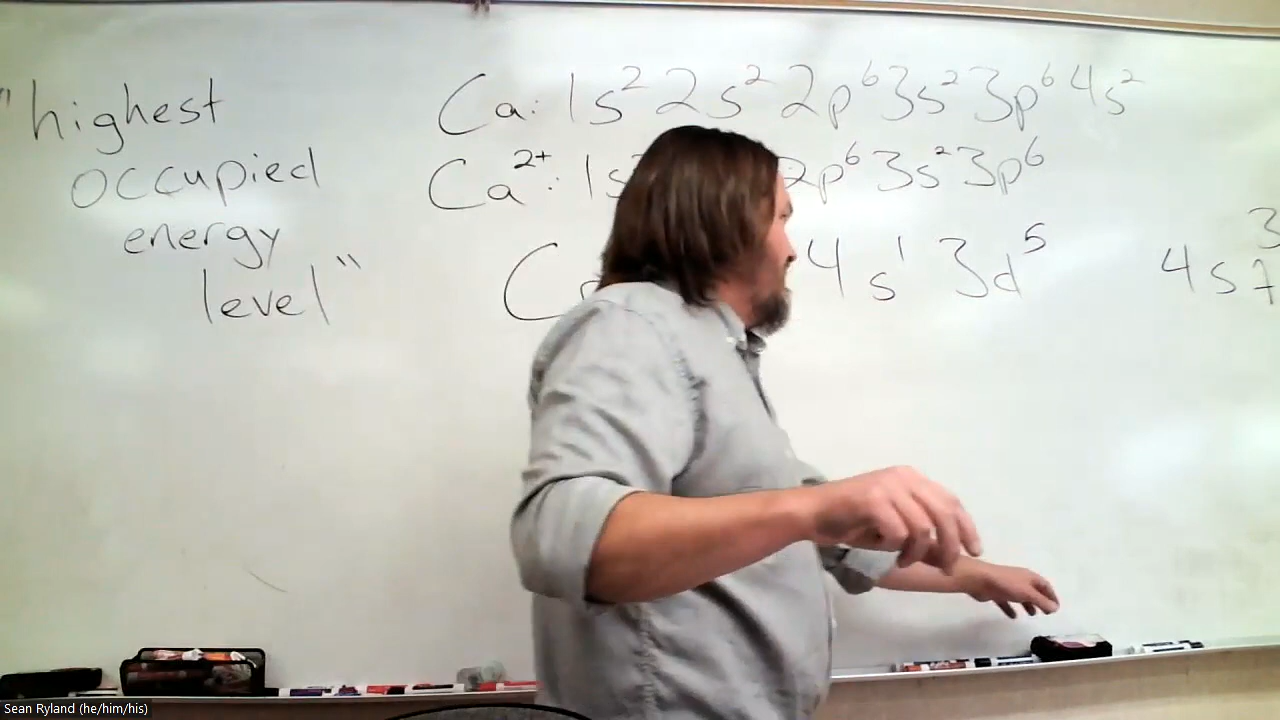 "highest
occupied
energy
level"
Ca: 1s² 2s² 2p⁶ 3s² 3p⁶ 4s²
Ca²⁺: 1s 2p⁶ 3s² 3p⁶
C 4s¹ 3d⁵
4s 3
Sean Ryland (he/him/his)